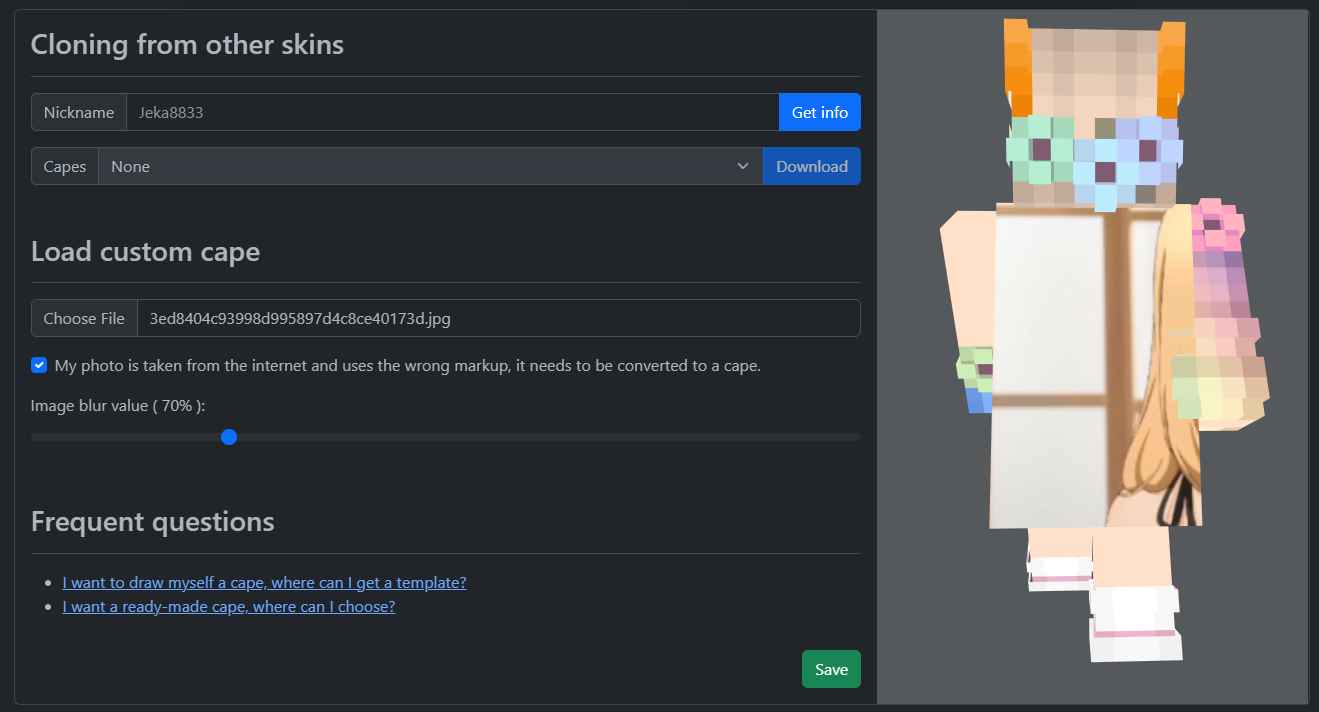 Cloning from other skins
Nickname Jeka8833 Get info
Capes None Download
Load custom cape
Choose File 3ed8404c93998d995897d4c8ce40173d.jpg
My photo is taken from the internet and uses the wrong markup, it needs to be converted to a cape.
Image blur value ( 70% ):
Frequent questions
I want to draw myself a cape, where can I get a template?
I want a ready-made cape, where can I choose?
Save